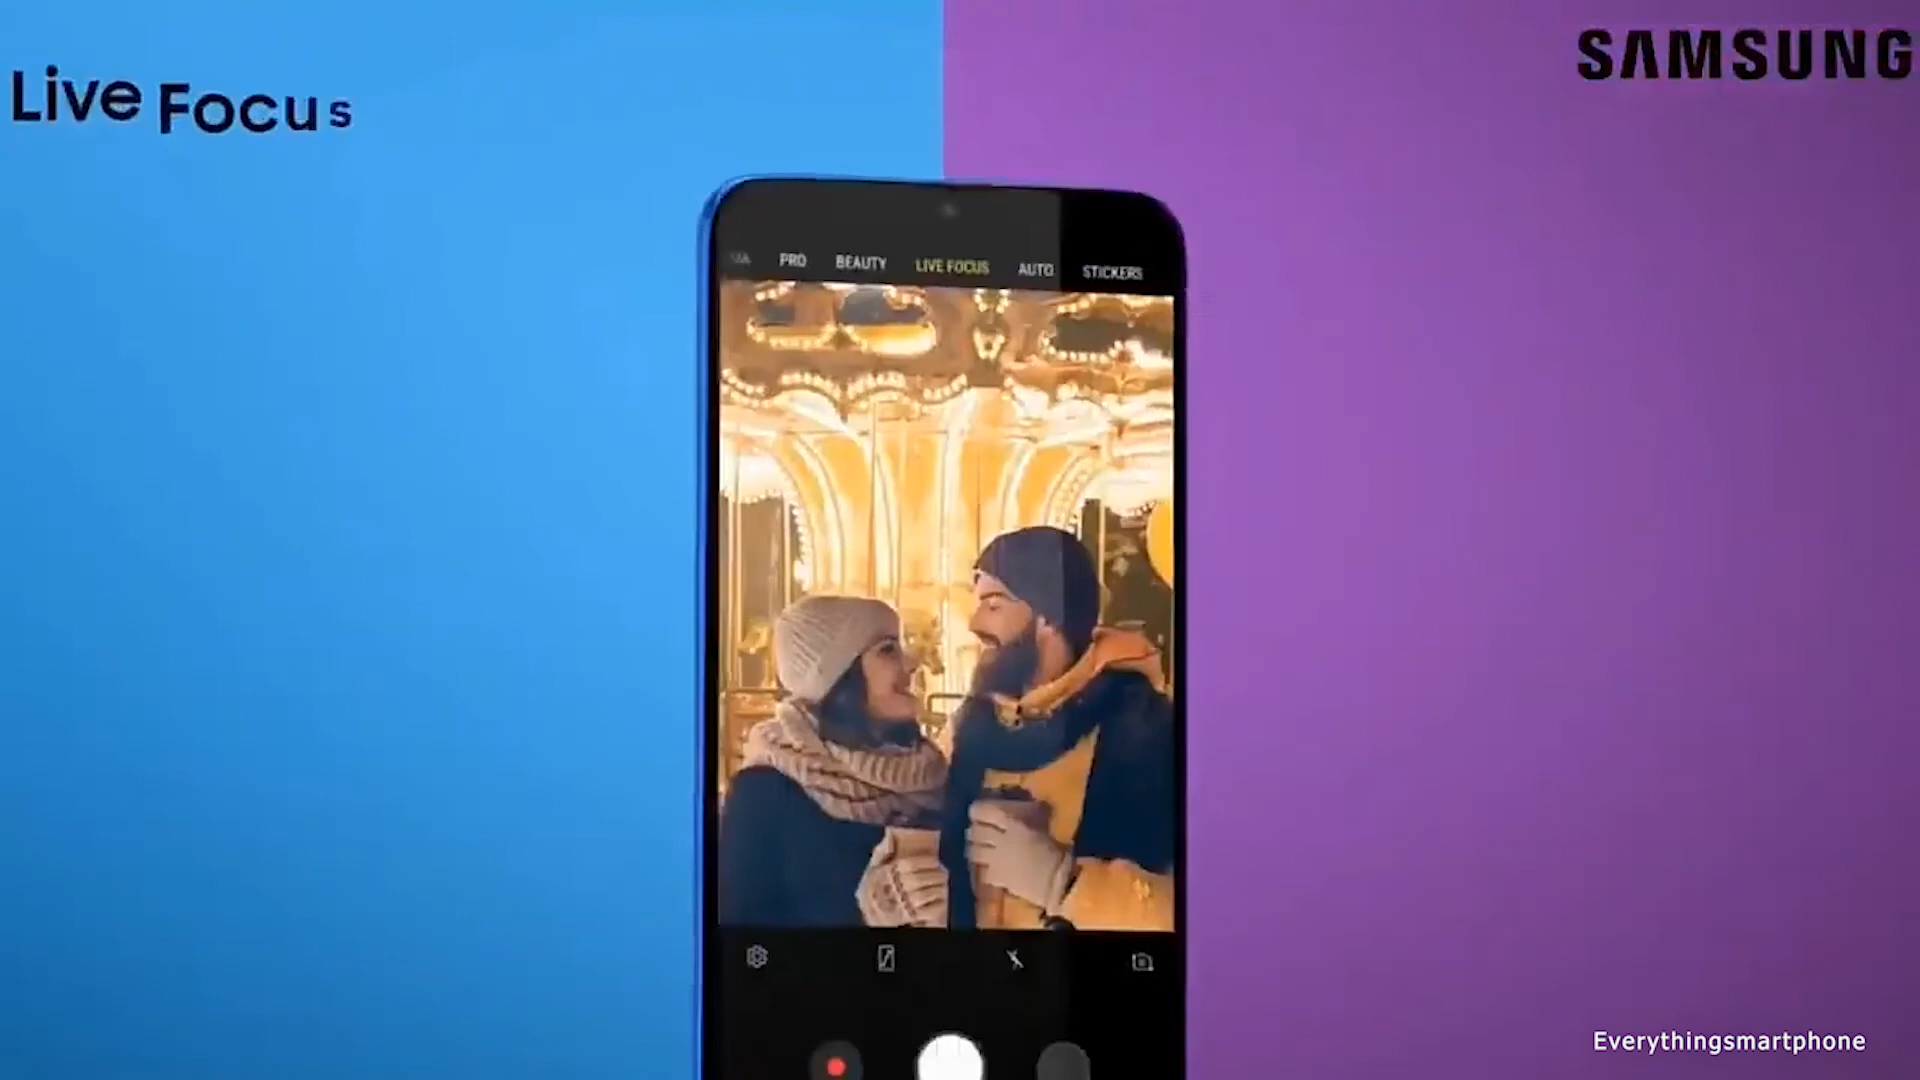 SAMSUNG
Live Focus
PRO BEAUTY LIVE FOCUS AUTO STICKERS
Everythingsmartphone